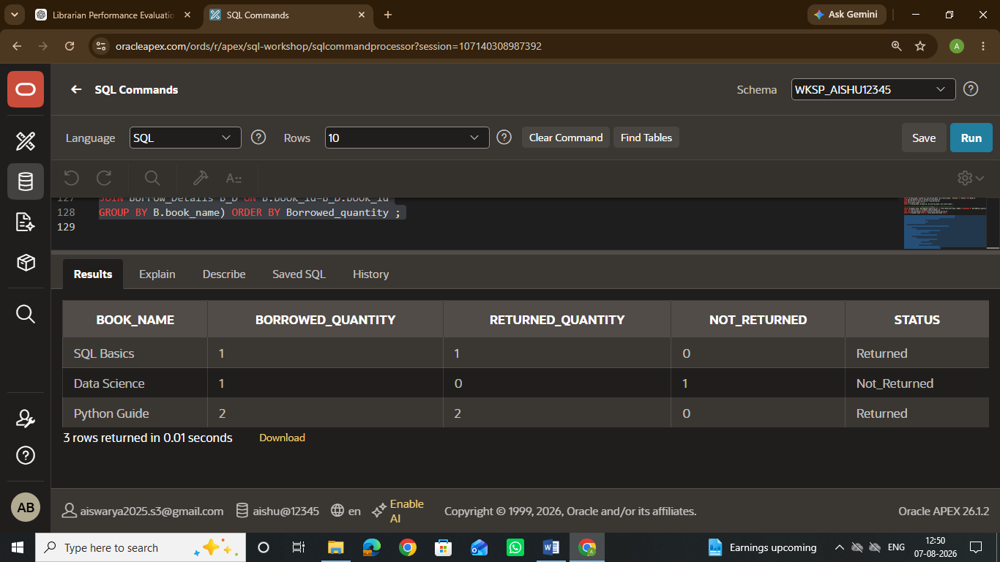 Librarian Performance Evaluatio
SQL Commands
Ask Gemini
oracleapex.com/ords/r/apex/sql-workshop/sqlcommandprocessor?session=107140308987392
A
SQL Commands
Schema
WKSP_AISHU12345
Language
SQL
Rows
10
Clear Command
Find Tables
Save
Run
127 JOIN Borrow_Details B_D ON B.book_id=B_D.book_id
128 GROUP BY B.book_name) ORDER BY Borrowed_quantity ;
129
Results Explain Describe Saved SQL History
BOOK_NAME BORROWED_QUANTITY RETURNED_QUANTITY NOT_RETURNED STATUS
SQL Basics 1 1 0 Returned
Data Science 1 0 1 Not_Returned
Python Guide 2 2 0 Returned
3 rows returned in 0.01 seconds Download
AB
aiswarya2025.s3@gmail.com
aishu@12345
en
Enable
AI
Copyright © 1999, 2026, Oracle and/or its affiliates.
Oracle APEX 26.1.2
Type here to search
Earnings upcoming
ENG
12:50
07-08-2026